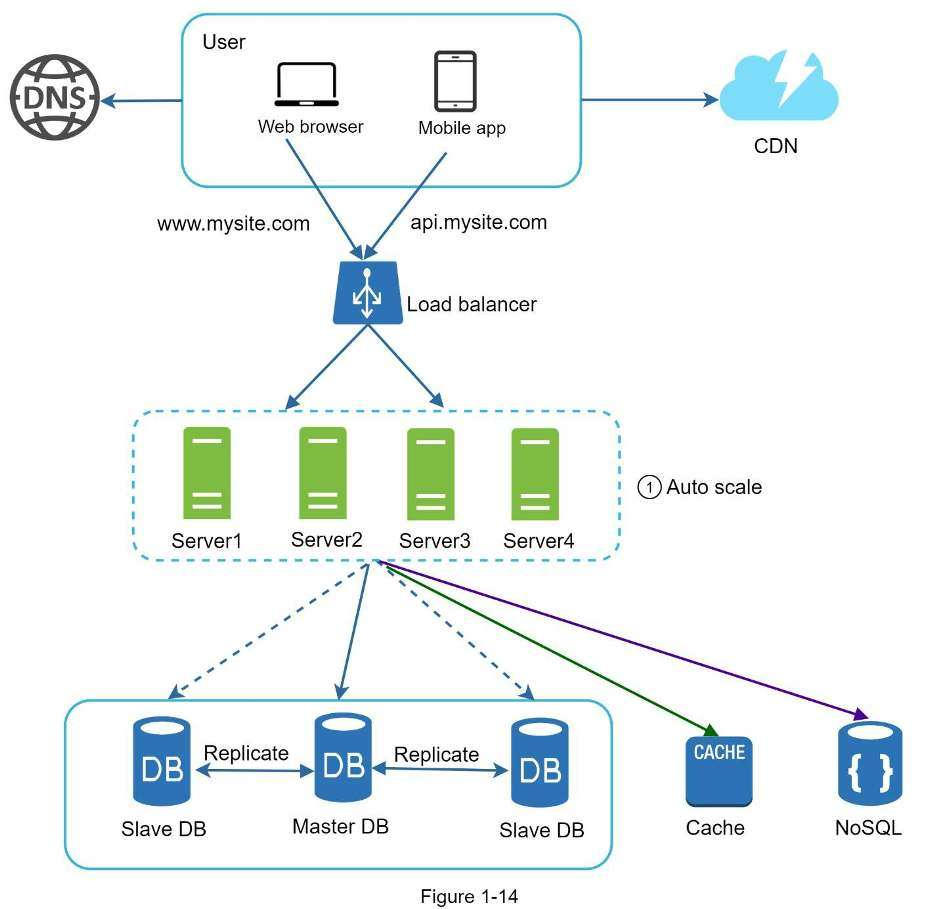 User
DNS
Web browser
Mobile app
CDN
www.mysite.com
api.mysite.com
Load balancer
1 Auto scale
Server1
Server2
Server3
Server4
DB
Replicate
DB
Replicate
DB
CACHE
{ }
Slave DB
Master DB
Slave DB
Cache
NoSQL
Figure 1-14